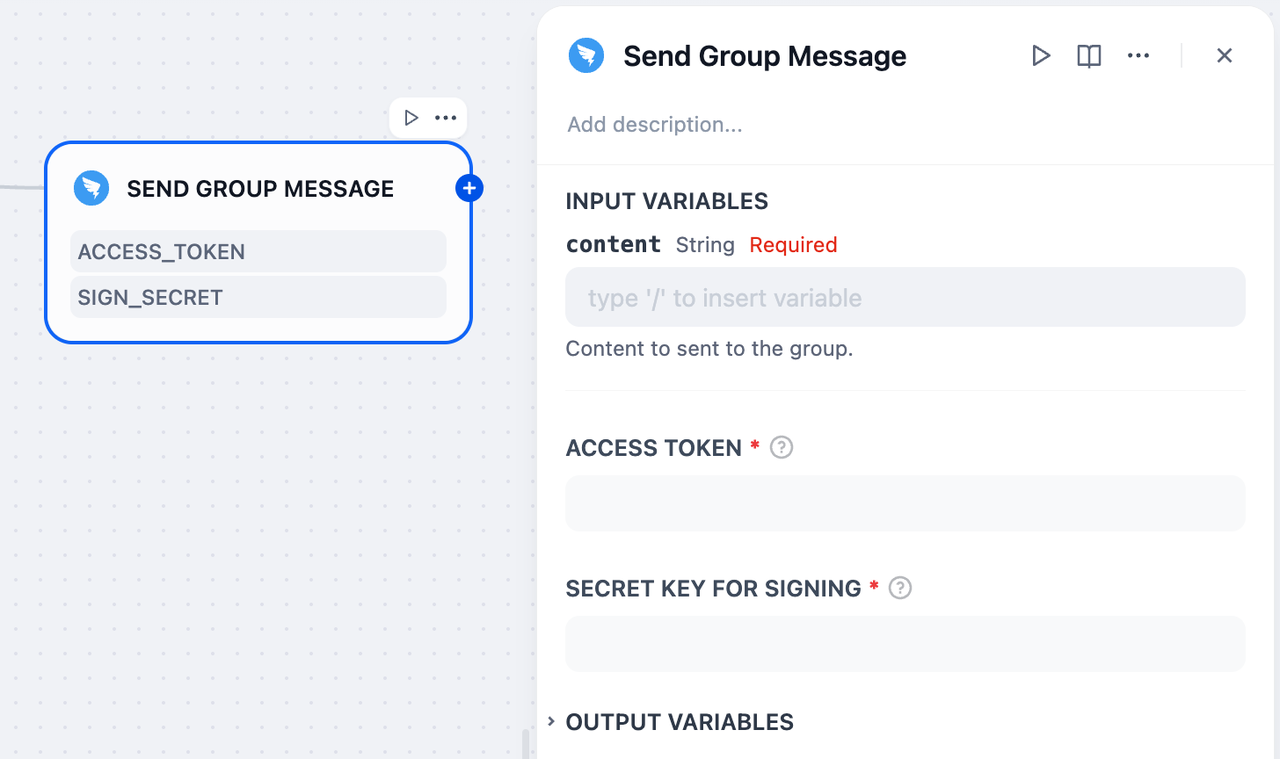 SEND GROUP MESSAGE
ACCESS_TOKEN
SIGN_SECRET
Send Group Message
Add description...
INPUT VARIABLES
content String Required
type '/' to insert variable
Content to sent to the group.
ACCESS TOKEN *
SECRET KEY FOR SIGNING *
OUTPUT VARIABLES